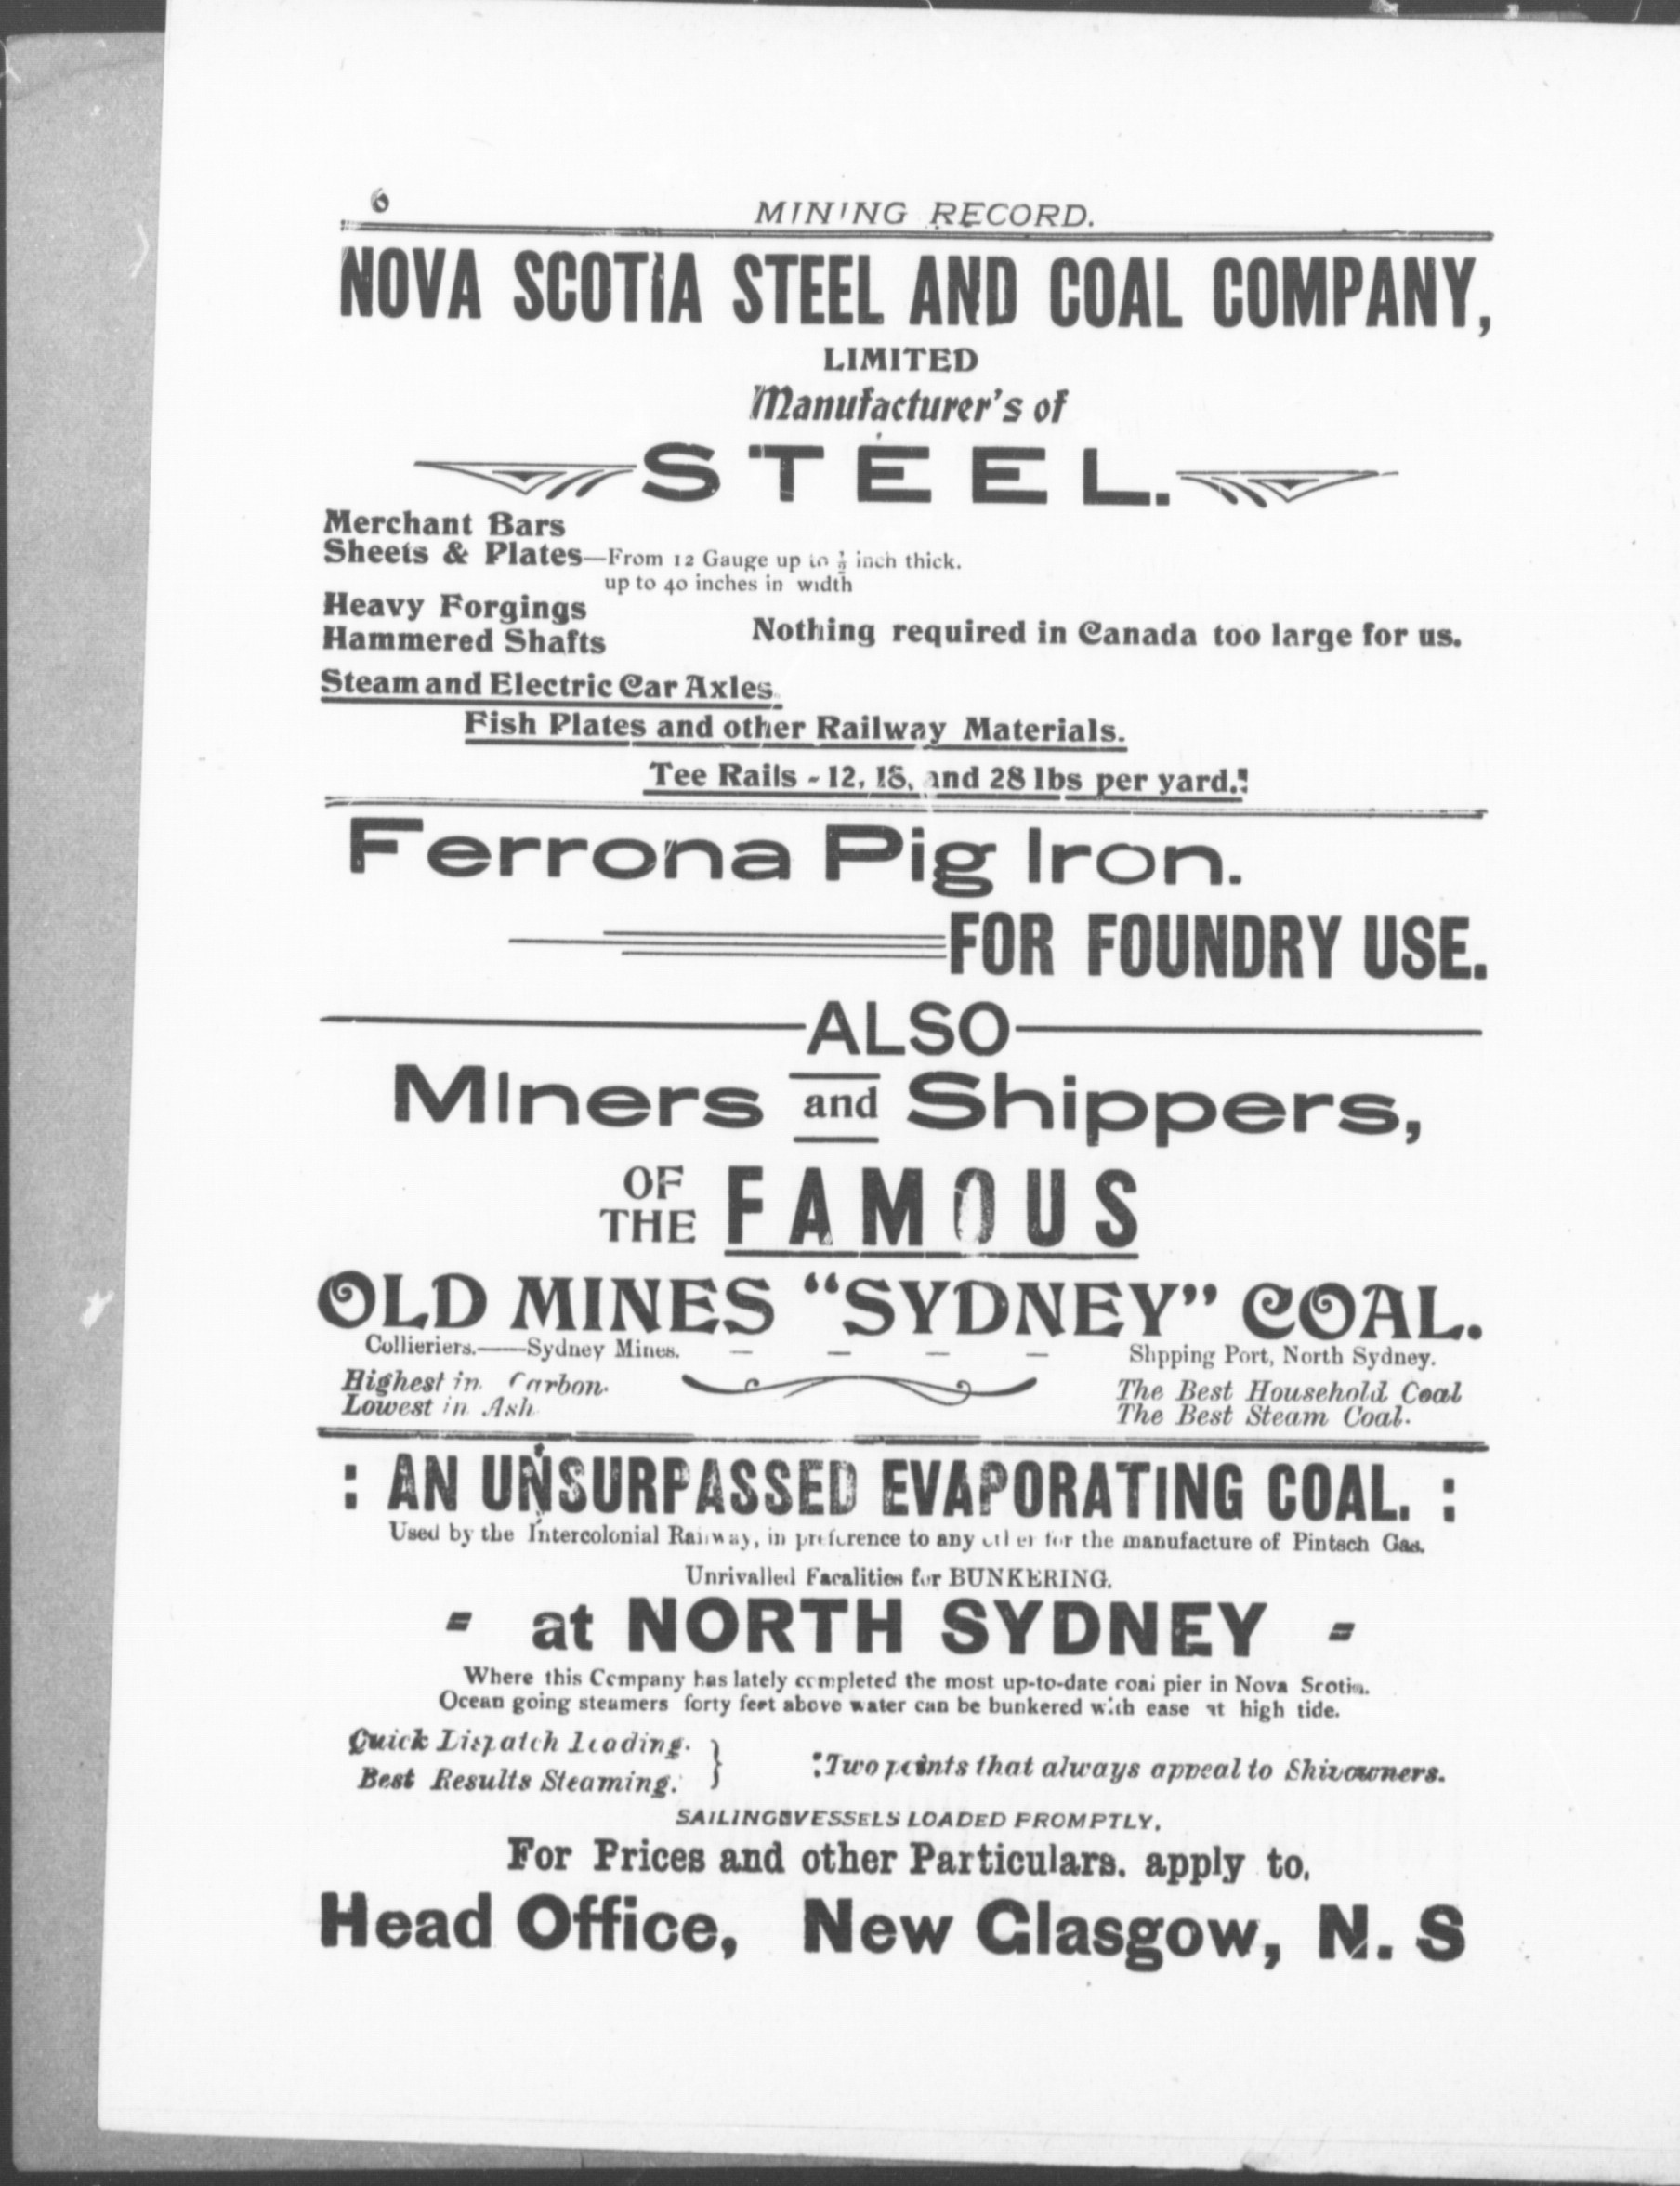 6
MINING RECORD.
NOVA SCOTIA STEEL AND COAL COMPANY,
LIMITED
Manufacturer's of
STEEL.
Merchant Bars
Sheets & Plates—From 12 Gauge up to inch thick.
up to 40 inches in width
Heavy Forgings
Hammered Shafts
Nothing required in Canada too large for us.
Steam and Electric Car Axles.
Fish Plates and other Railway Materials.
Tee Rails - 12, 18, and 28 lbs per yard.
Ferrona Pig Iron.
FOR FOUNDRY USE.
ALSO
MIners and Shippers,
OF THE FAMOUS
OLD MINES “SYDNEY” COAL.
Collieriers.——Sydney Mines. — — — — Shpping Port, North Sydney.
Highest in Carbon.
Lowest in Ash
The Best Household Coal
The Best Steam Coal.
: AN UNSURPASSED EVAPORATING COAL. :
Used by the Intercolonial Railway, in preference to any other for the manufacture of Pintsch Gas.
Unrivalled Facalities for BUNKERING.
- at NORTH SYDNEY -
Where this Company has lately completed the most up-to-date coal pier in Nova Scotia.
Ocean going steamers forty feet above water can be bunkered with ease at high tide.
Quick Dispatch Loading.
Best Results Steaming.
Two points that always appeal to Shipowners.
SAILING VESSELS LOADED PROMPTLY.
For Prices and other Particulars. apply to.
Head Office, New Glasgow, N. S